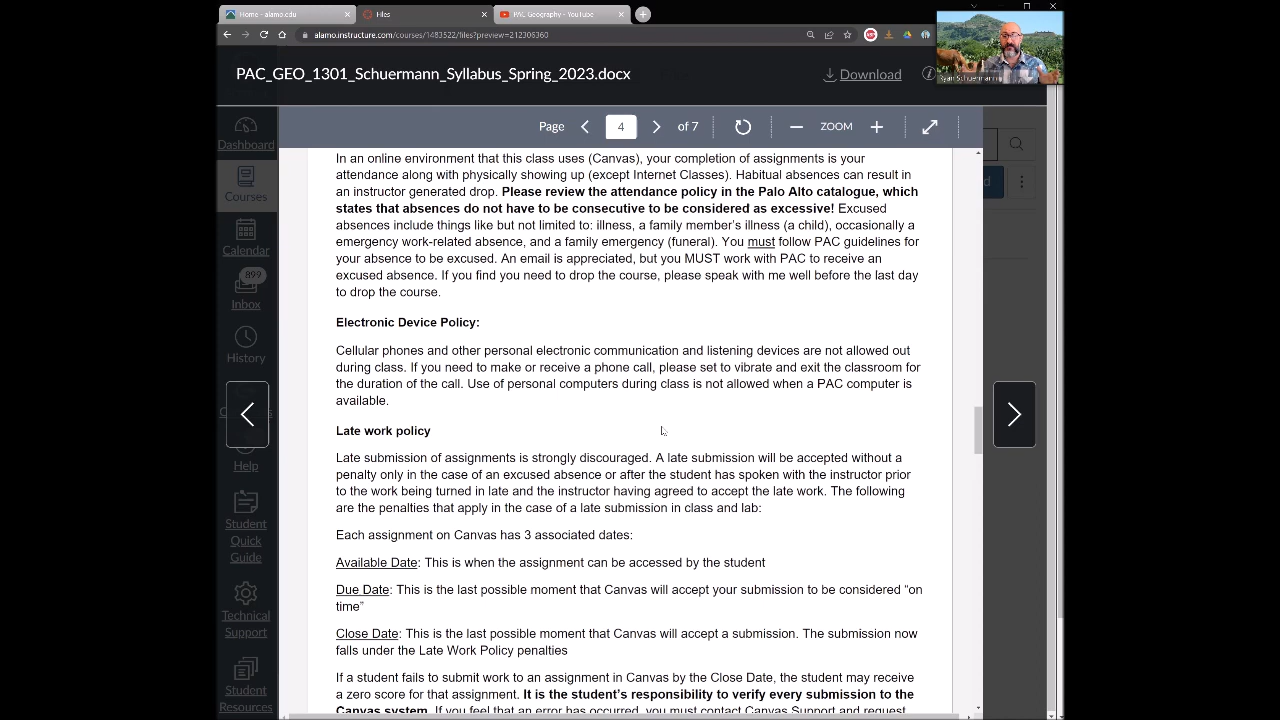 Home - alamo.edu
Files
PAC Geography - YouTube
alamo.instructure.com/courses/1483522/files?preview=212306360
PAC_GEO_1301_Schuermann_Syllabus_Spring_2023.docx
Download
Ryan Schuermann
Page 4 of 7
ZOOM
Dashboard
Courses
Calendar
899
Inbox
History
Help
Student
Quick
Guide
Technical
Support
Student
Resources
In an online environment that this class uses (Canvas), your completion of assignments is your
attendance along with physically showing up (except Internet Classes). Habitual absences can result in
an instructor generated drop. Please review the attendance policy in the Palo Alto catalogue, which
states that absences do not have to be consecutive to be considered as excessive! Excused
absences include things like but not limited to: illness, a family member's illness (a child), occasionally a
emergency work-related absence, and a family emergency (funeral). You must follow PAC guidelines for
your absence to be excused. An email is appreciated, but you MUST work with PAC to receive an
excused absence. If you find you need to drop the course, please speak with me well before the last day
to drop the course.
Electronic Device Policy:
Cellular phones and other personal electronic communication and listening devices are not allowed out
during class. If you need to make or receive a phone call, please set to vibrate and exit the classroom for
the duration of the call. Use of personal computers during class is not allowed when a PAC computer is
available.
Late work policy
Late submission of assignments is strongly discouraged. A late submission will be accepted without a
penalty only in the case of an excused absence or after the student has spoken with the instructor prior
to the work being turned in late and the instructor having agreed to accept the late work. The following
are the penalties that apply in the case of a late submission in class and lab:
Each assignment on Canvas has 3 associated dates:
Available Date: This is when the assignment can be accessed by the student
Due Date: This is the last possible moment that Canvas will accept your submission to be considered "on
time"
Close Date: This is the last possible moment that Canvas will accept a submission. The submission now
falls under the Late Work Policy penalties
If a student fails to submit work to an assignment in Canvas by the Close Date, the student may receive
a zero score for that assignment. It is the student's responsibility to verify every submission to the
Canvas system. If you feel that an error has occurred, you must contact Canvas Support and request